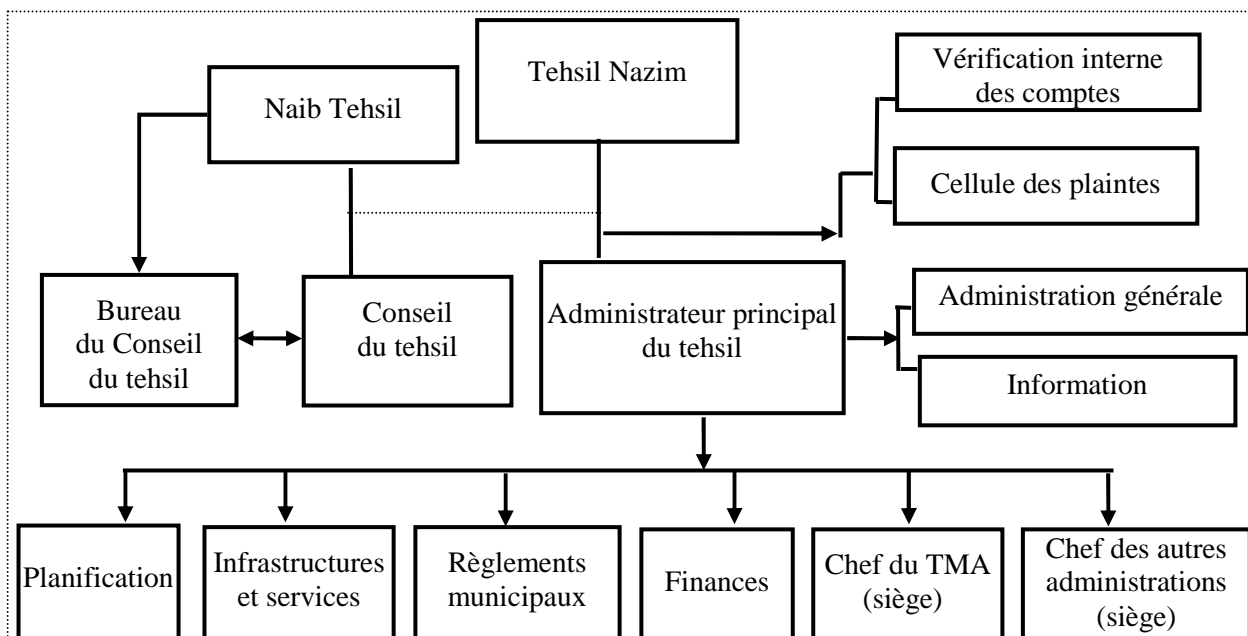 Tehsil Nazim
Naib Tehsil
Vérification interne
des comptes
Cellule des plaintes
Bureau
du Conseil
du tehsil
Conseil
du tehsil
Administrateur principal
du tehsil
Administration générale
Information
Planification
Infrastructures
et services
Règlements
municipaux
Finances
Chef du TMA
(siège)
Chef des autres
administrations
(siège)